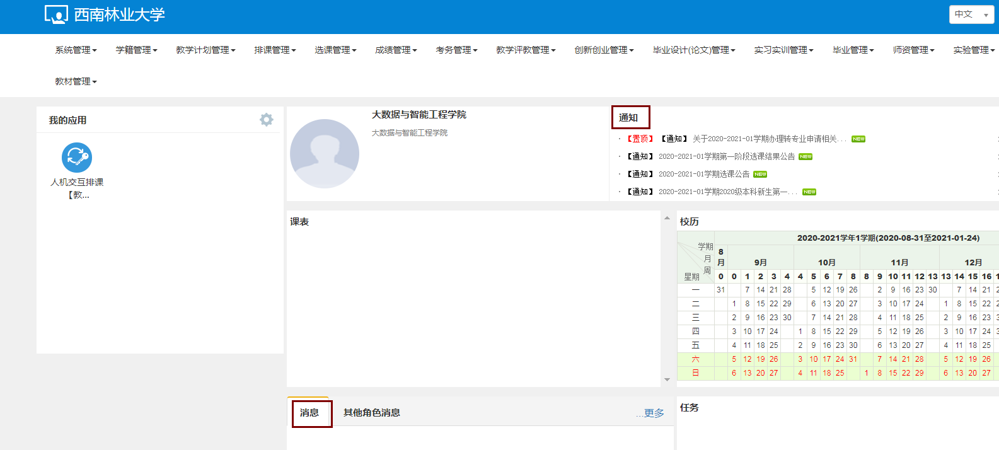 西南林业大学
中文
系统管理 学籍管理 教学计划管理 排课管理 选课管理 成绩管理 考务管理 教学评教管理 创新创业管理 毕业设计(论文)管理 实习实训管理 毕业管理 师资管理 实验管理
教材管理
我的应用
人机交互排课
【教...
大数据与智能工程学院
大数据与智能工程学院
通知
· 【置顶】 【通知】 关于2020-2021-01学期办理转专业申请相关... NEW
· 【通知】 2020-2021-01学期第一阶段选课结果公告 NEW
· 【通知】 2020-2021-01学期选课公告 NEW
· 【通知】 2020-2021-01学期2020级本科新生第一... NEW
课表
校历
2020-2021学年1学期(2020-08-31至2021-01-24)
学期
月
周
星期
8月 9月 10月 11月 12月
0 0 1 2 3 4 4 5 6 7 8 8 9 10 11 12 13 13 14 15 16
一 31 7 14 21 28 5 12 19 26 2 9 16 23 30 7 14 21
二 1 8 15 22 29 6 13 20 27 3 10 17 24 1 8 15 22
三 2 9 16 23 30 7 14 21 28 4 11 18 25 2 9 16 23
四 3 10 17 24 1 8 15 22 29 5 12 19 26 3 10 17 24
五 4 11 18 25 2 9 16 23 30 6 13 20 27 4 11 18 25
六 5 12 19 26 3 10 17 24 31 7 14 21 28 5 12 19 26
日 6 13 20 27 4 11 18 25 1 8 15 22 29 6 13 20 27
消息 其他角色消息 ...更多
任务